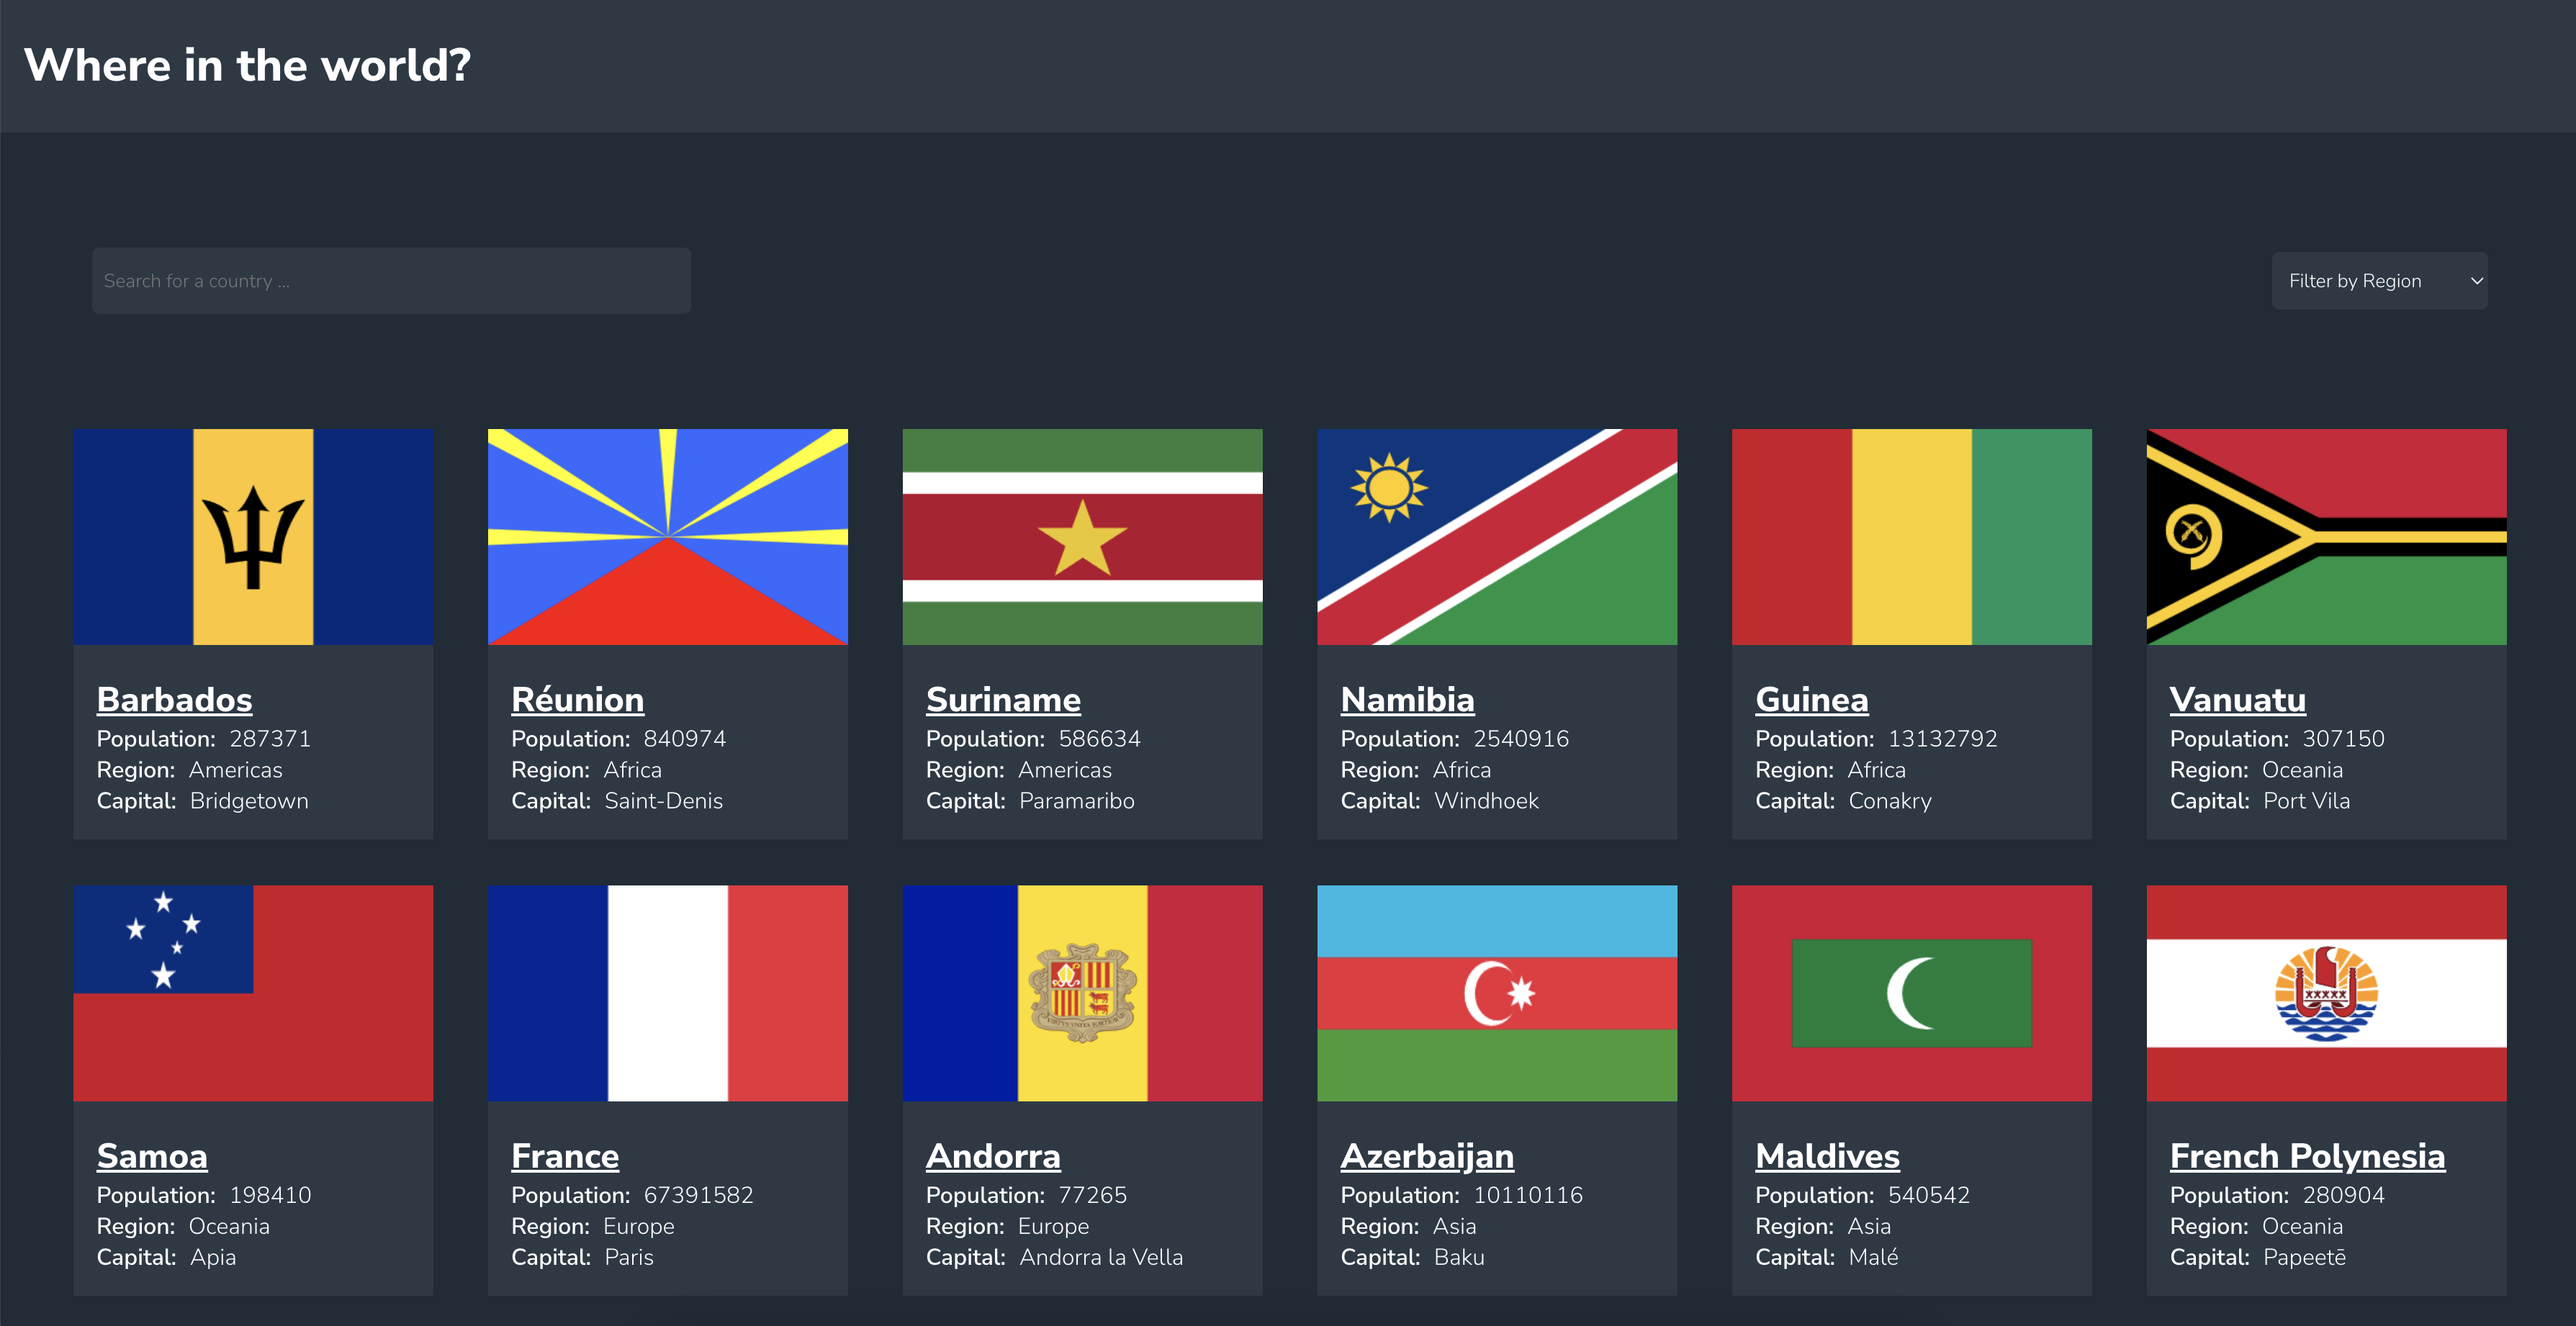 Where in the world?
Search for a country ...
Filter by Region
Barbados
Population: 287371
Region: Americas
Capital: Bridgetown
Réunion
Population: 840974
Region: Africa
Capital: Saint-Denis
Suriname
Population: 586634
Region: Americas
Capital: Paramaribo
Namibia
Population: 2540916
Region: Africa
Capital: Windhoek
Guinea
Population: 13132792
Region: Africa
Capital: Conakry
Vanuatu
Population: 307150
Region: Oceania
Capital: Port Vila
Samoa
Population: 198410
Region: Oceania
Capital: Apia
France
Population: 67391582
Region: Europe
Capital: Paris
Andorra
Population: 77265
Region: Europe
Capital: Andorra la Vella
Azerbaijan
Population: 10110116
Region: Asia
Capital: Baku
Maldives
Population: 540542
Region: Asia
Capital: Malé
French Polynesia
Population: 280904
Region: Oceania
Capital: Papeetē